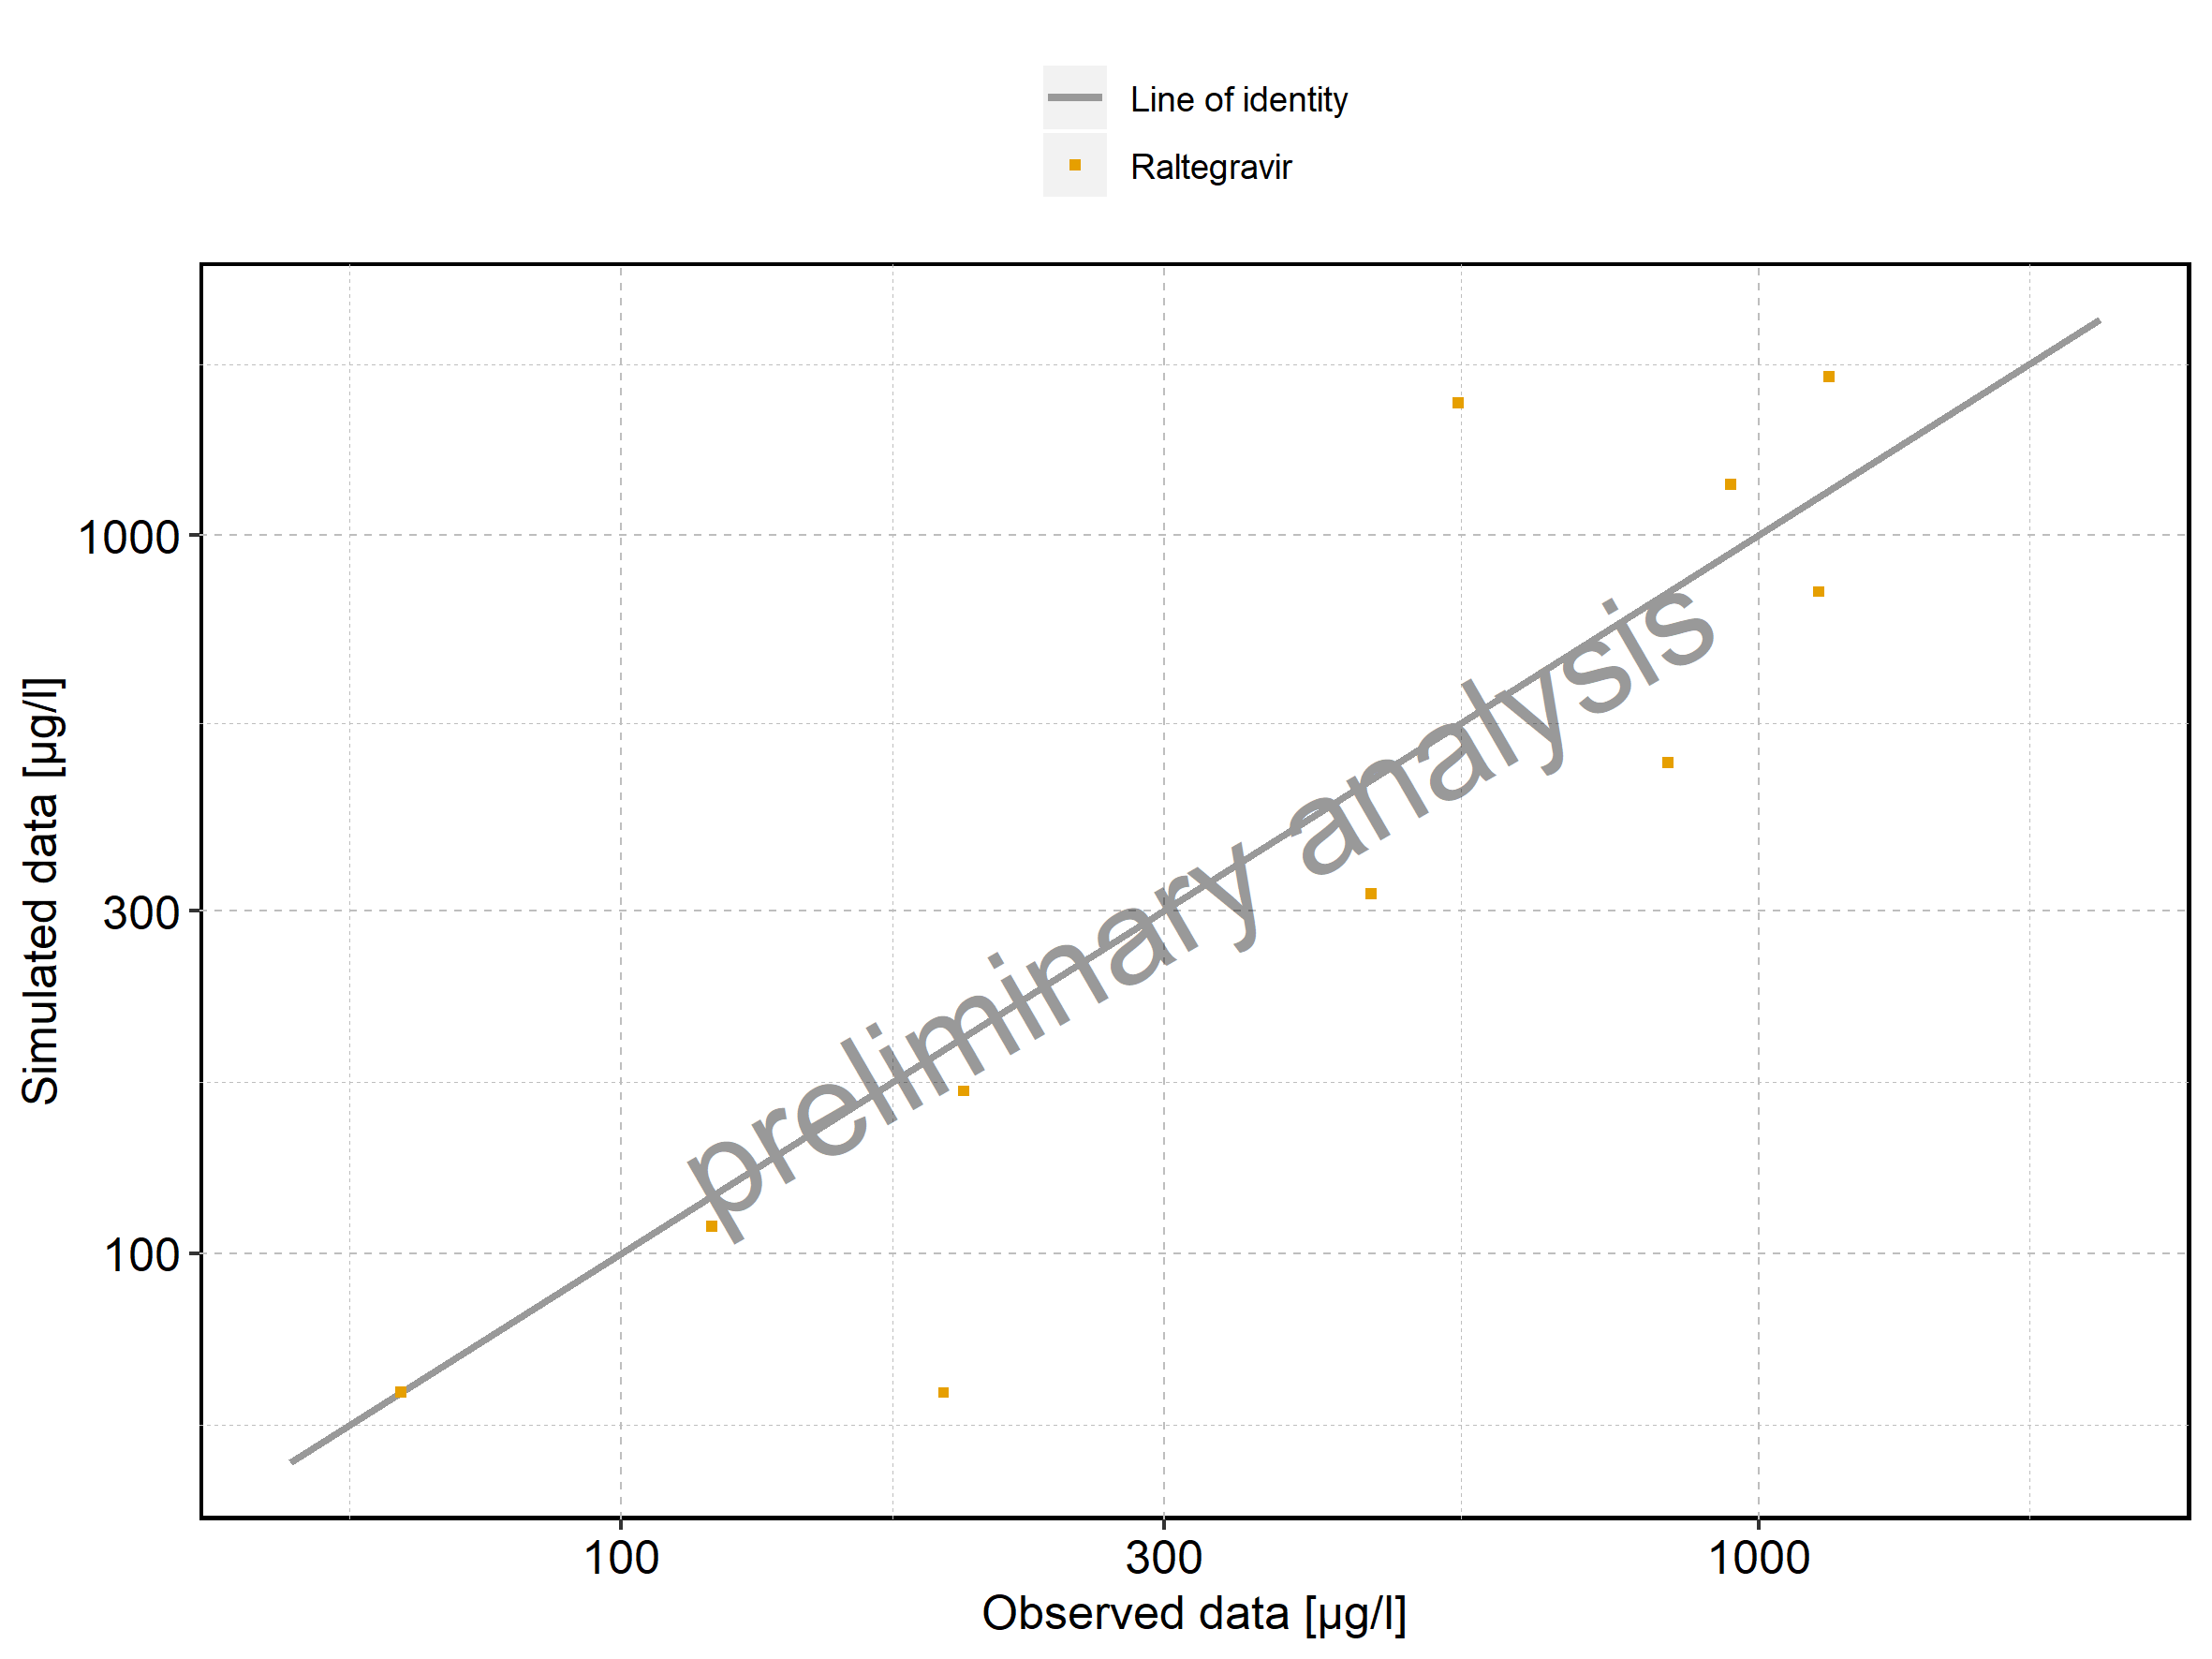 Line of identity
Raltegravir
1000
300
100
Simulated data [µg/l]
preliminary analysis
100 300 1000
Observed data [µg/l]